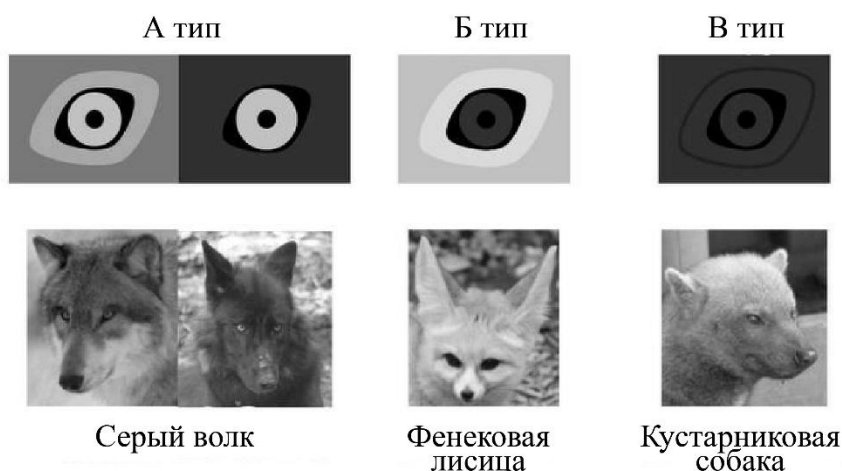 А тип
Б тип
В тип
Серый волк
Фенековая
лисица
Кустарниковая
собака